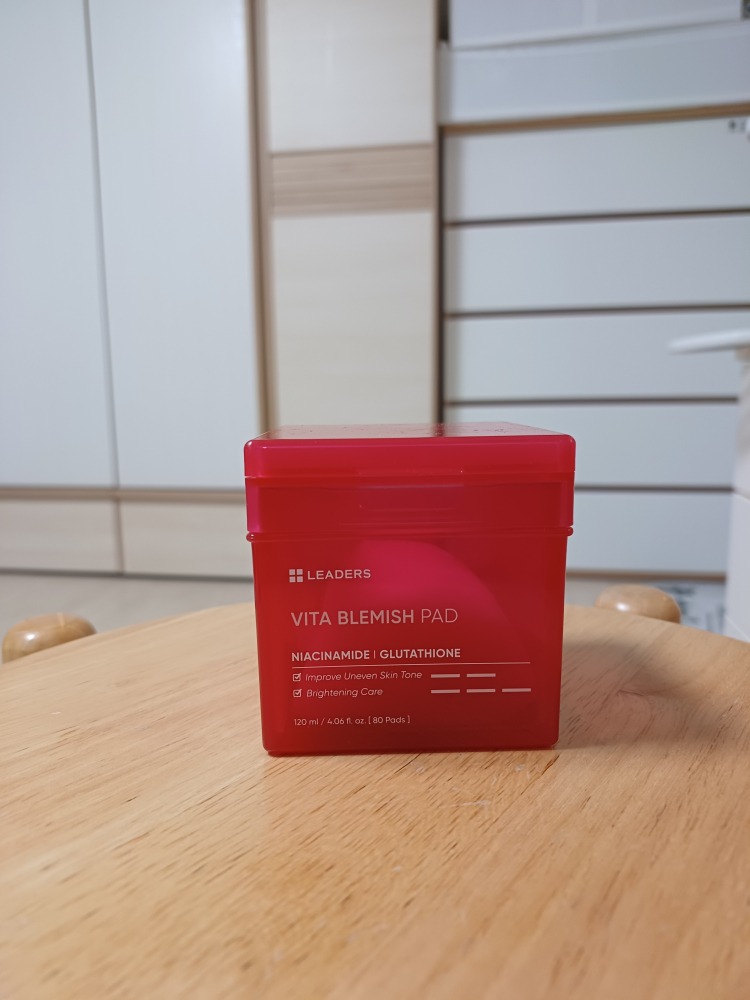 LEADERS
VITA BLEMISH PAD
NIACINAMIDE | GLUTATHIONE
Improve Uneven Skin Tone
Brightening Care
120 ml / 4.06 fl. oz. [ 80 Pads ]